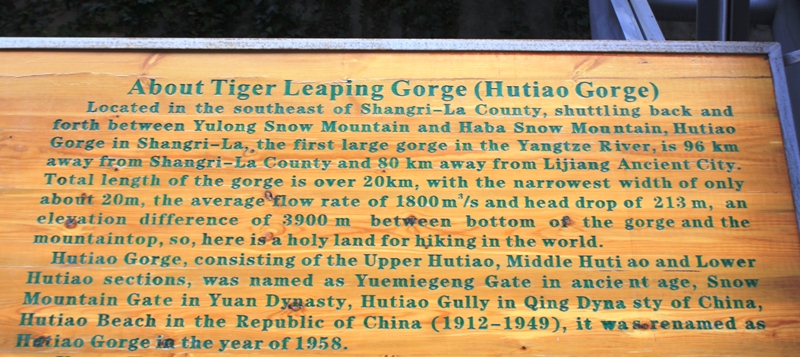 About Tiger Leaping Gorge (Hutiao Gorge)
Located in the southeast of Shangri-La County, shuttling back and
forth between Yulong Snow Mountain and Haba Snow Mountain, Hutiao
Gorge in Shangri-La, the first large gorge in the Yangtze River, is 96 km
away from Shangri-La County and 80 km away from Lijiang Ancient City.
Total length of the gorge is over 20km, with the narrowest width of only
about 20m, the average flow rate of 1800m³/s and head drop of 213 m, an
elevation difference of 3900 m between bottom of the gorge and the
mountaintop, so, here is a holy land for hiking in the world.
Hutiao Gorge, consisting of the Upper Hutiao, Middle Huti ao and Lower
Hutiao sections, was named as Yuemiegeng Gate in ancie nt age, Snow
Mountain Gate in Yuan Dynasty, Hutiao Gully in Qing Dyna sty of China,
Hutiao Beach in the Republic of China (1912-1949), it was renamed as
Hutiao Gorge in the year of 1958.